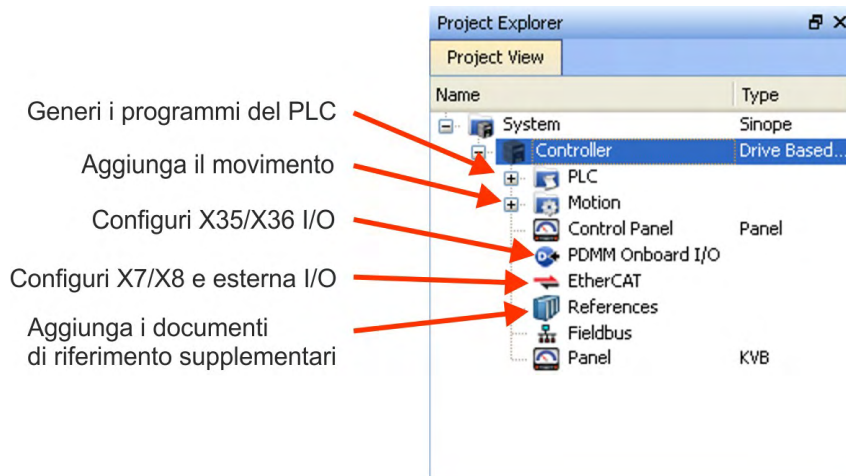 Project Explorer
Project View
Name Type
Generi i programmi del PLC
System Sinope
Aggiunga il movimento
Controller Drive Based...
PLC
Configuri X35/X36 I/O
Motion
Control Panel Panel
PDMM Onboard I/O
Configuri X7/X8 e esterna I/O
EtherCAT
References
Aggiunga i documenti
di riferimento supplementari
Fieldbus
Panel KVB